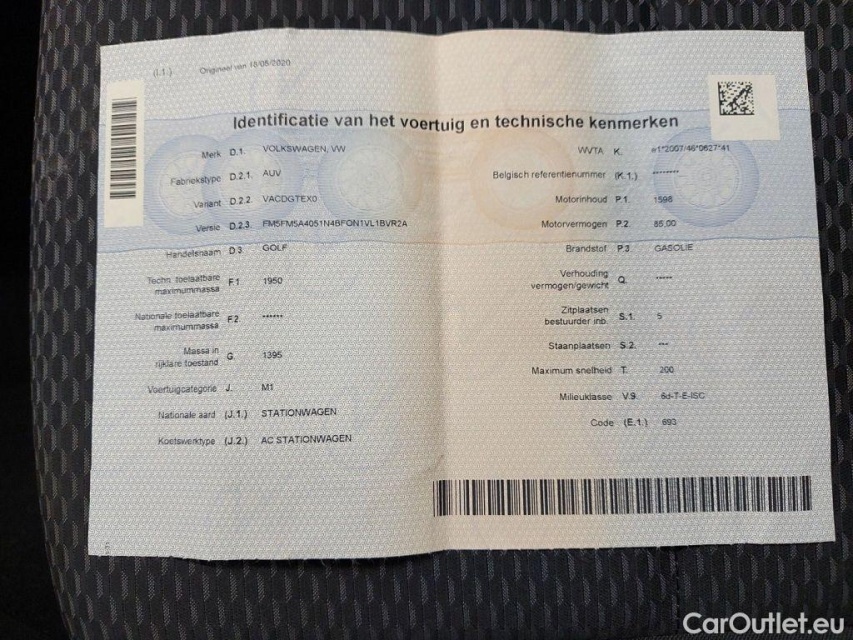 (I.1.) Origineel van 18/05/2020
Identificatie van het voertuig en technische kenmerken
Merk D.1. VOLKSWAGEN, VW
Fabriekstype D.2.1. AUV
Variant D.2.2. VACDGTEX0
Versie D.2.3. FM5FM5A4051N4BFON1VL1BVR2A
Handelsnaam D.3. GOLF
Techn. toelaatbare
maximummassa F.1. 1950
Nationale toelaatbare
maximummassa F.2. ******
Massa in
rijklare toestand G. 1395
Voertuigcategorie J. M1
Nationale aard (J.1.) STATIONWAGEN
Koetswerktype (J.2.) AC STATIONWAGEN
WVTA K. e1*2007/46*0627*41
Belgisch referentienummer (K.1.) *******
Motorinhoud P.1. 1598
Motorvermogen P.2. 85,00
Brandstof P.3. GASOLIE
Verhouding
vermogen/gewicht Q. *****
Zitplaatsen
bestuurder inb. S.1. 5
Staanplaatsen S.2. ***
Maximum snelheid T. 200
Milieuklasse V.9. 6d-T-E-ISC
Code (E.1.) 693
CarOutlet.eu